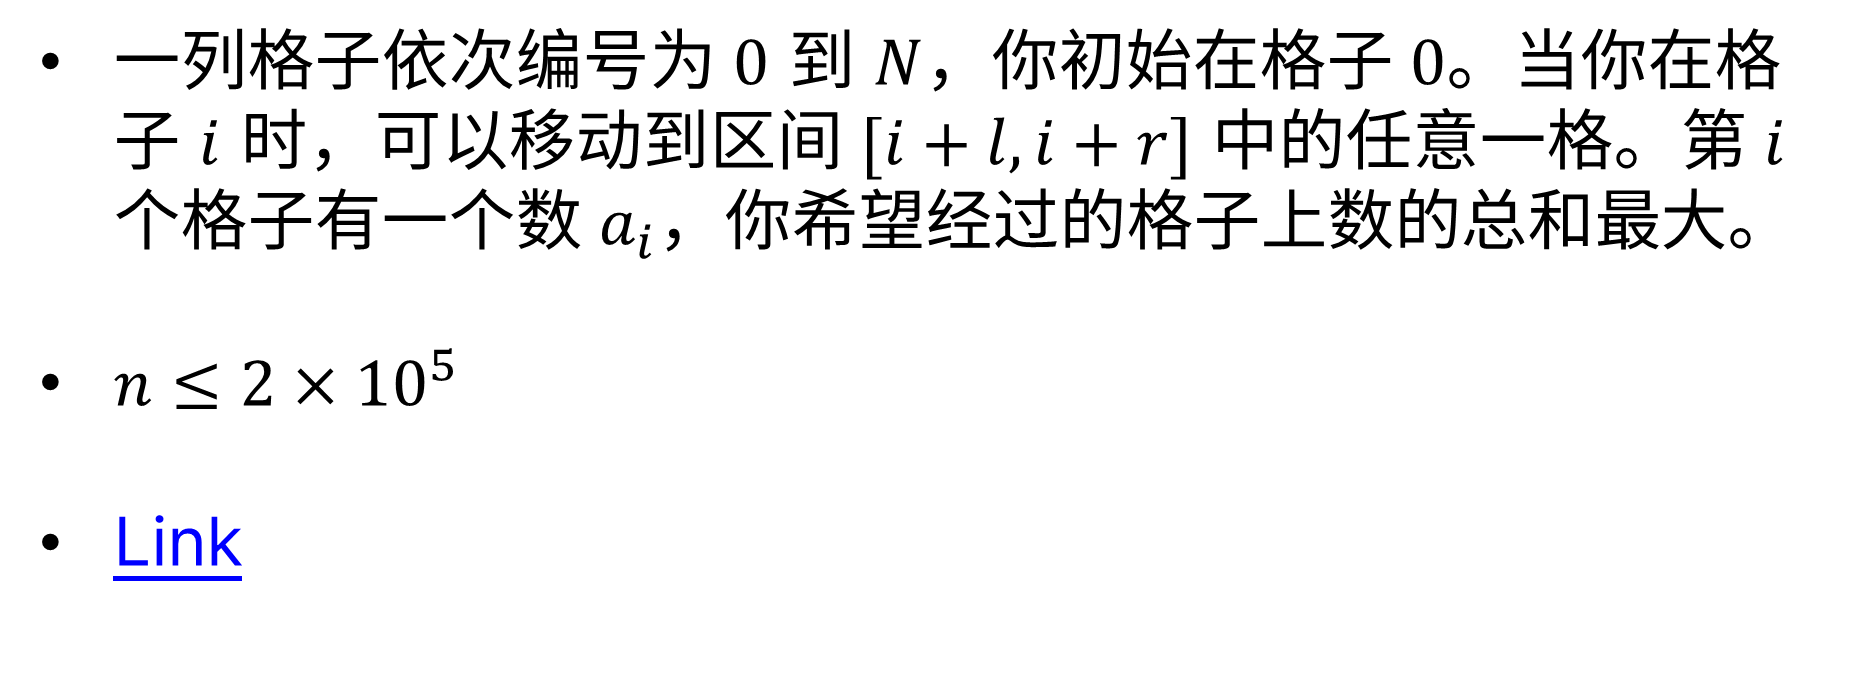 • 一列格子依次编号为 0 到 N，你初始在格子 0。当你在格
子 i 时，可以移动到区间 [i + l, i + r] 中的任意一格。第 i
个格子有一个数 aᵢ，你希望经过的格子上数的总和最大。
• n ≤ 2 × 10⁵
• Link